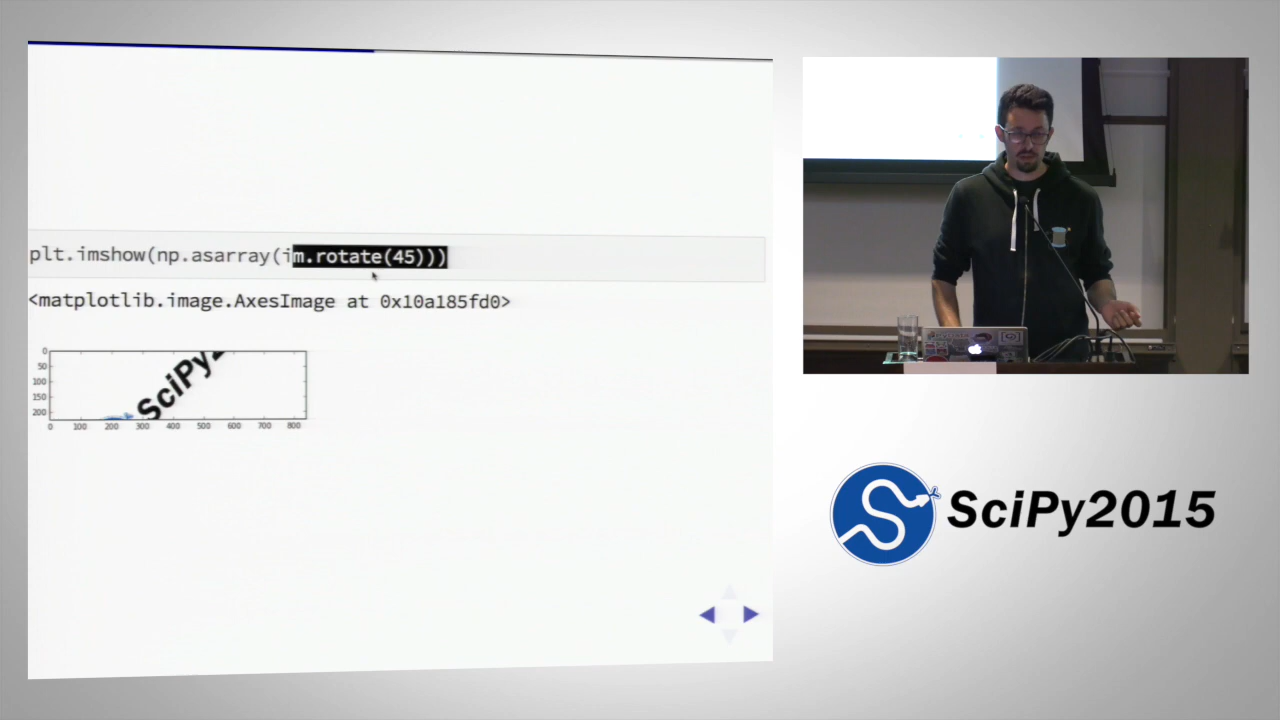 plt.imshow(np.asarray(im.rotate(45)))
<matplotlib.image.AxesImage at 0x10a185fd0>
0
50
100
150
200
SciPy2
0 100 200 300 400 500 600 700 800
SciPy2015